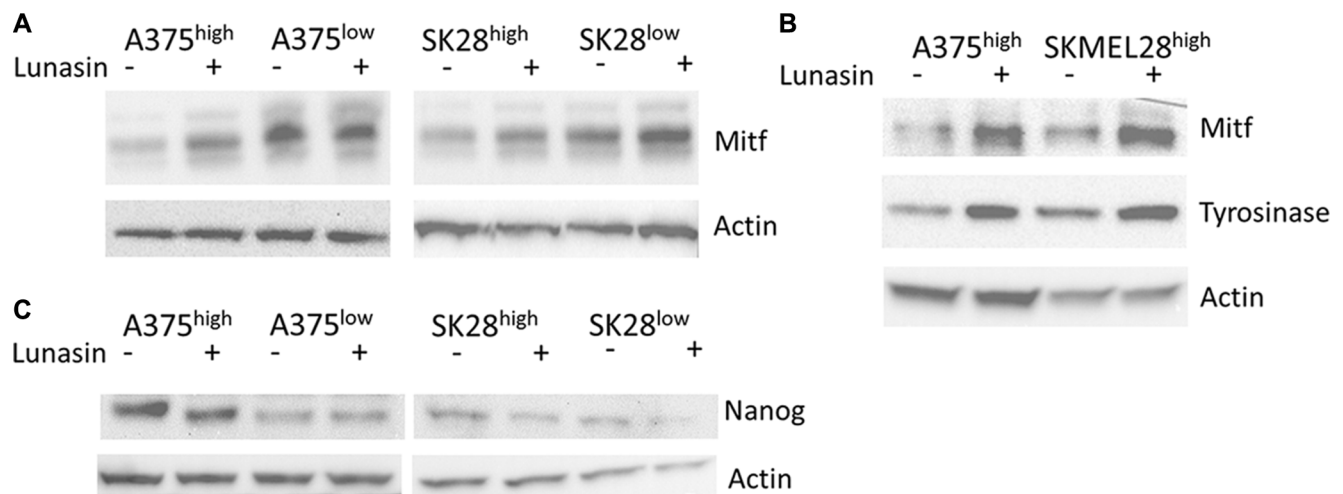 A
A375high A375low SK28high SK28low
Lunasin - + - + - + - +
Mitf
Actin
B
A375high SKMEL28high
Lunasin - + - +
Mitf
Tyrosinase
Actin
C
A375high A375low SK28high SK28low
Lunasin - + - + - + - +
Nanog
Actin